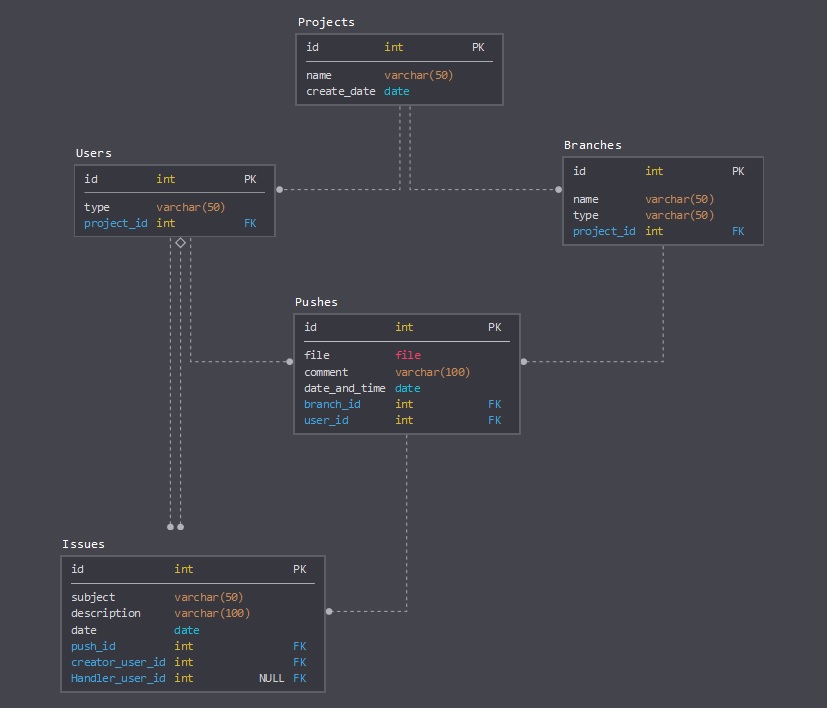 Projects
id int PK
name varchar(50)
create_date date
Users
id int PK
type varchar(50)
project_id int FK
Branches
id int PK
name varchar(50)
type varchar(50)
project_id int FK
Pushes
id int PK
file file
comment varchar(100)
date_and_time date
branch_id int FK
user_id int FK
Issues
id int PK
subject varchar(50)
description varchar(100)
date date
push_id int FK
creator_user_id int FK
Handler_user_id int NULL FK